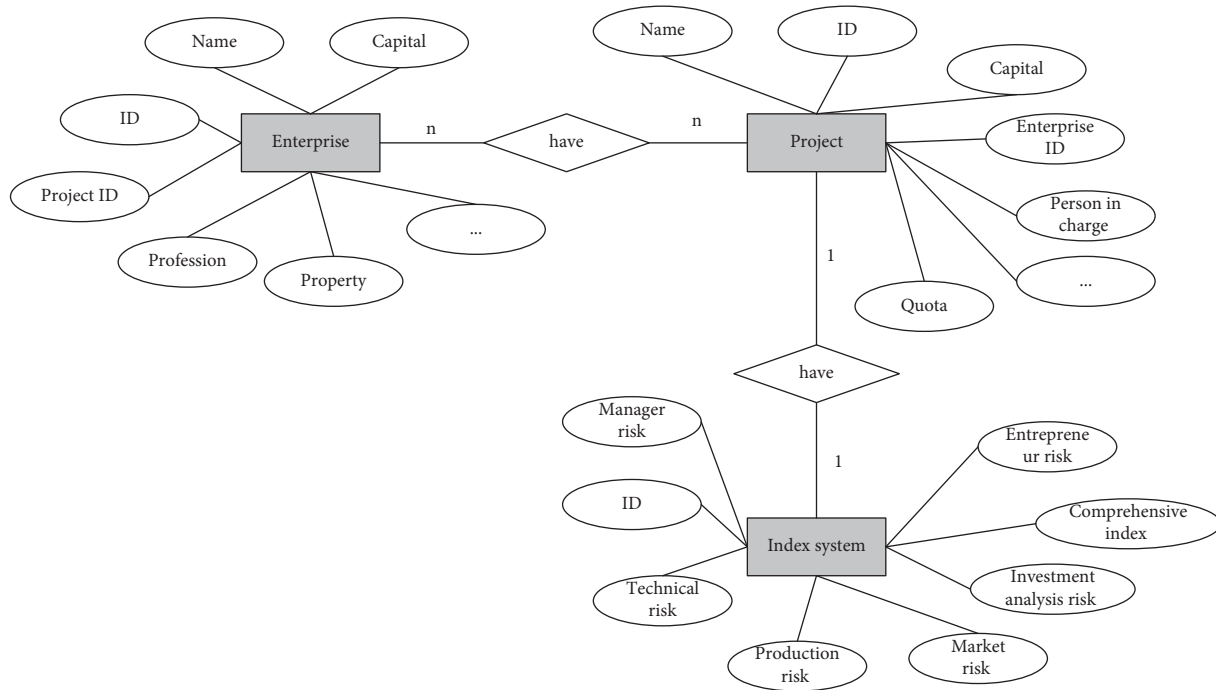 Name
Capital
ID
Project ID
Enterprise
Profession
Property
...
n
have
n
Name
ID
Capital
Project
Enterprise
ID
Person in
charge
...
Quota
1
have
1
Manager
risk
ID
Technical
risk
Index system
Production
risk
Market
risk
Entreprene
ur risk
Comprehensive
index
Investment
analysis risk